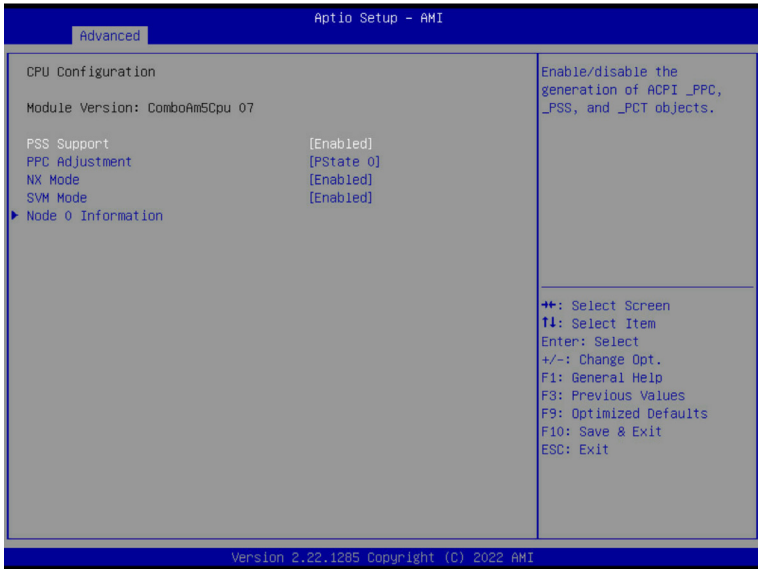 Aptio Setup – AMI
Advanced
CPU Configuration
Module Version: ComboAm5Cpu 07
PSS Support [Enabled]
PPC Adjustment [PState 0]
NX Mode [Enabled]
SVM Mode [Enabled]
Node 0 Information
Enable/disable the
generation of ACPI _PPC,
_PSS, and _PCT objects.
→←: Select Screen
↑↓: Select Item
Enter: Select
+/-: Change Opt.
F1: General Help
F3: Previous Values
F9: Optimized Defaults
F10: Save & Exit
ESC: Exit
Version 2.22.1285 Copyright (C) 2022 AMI